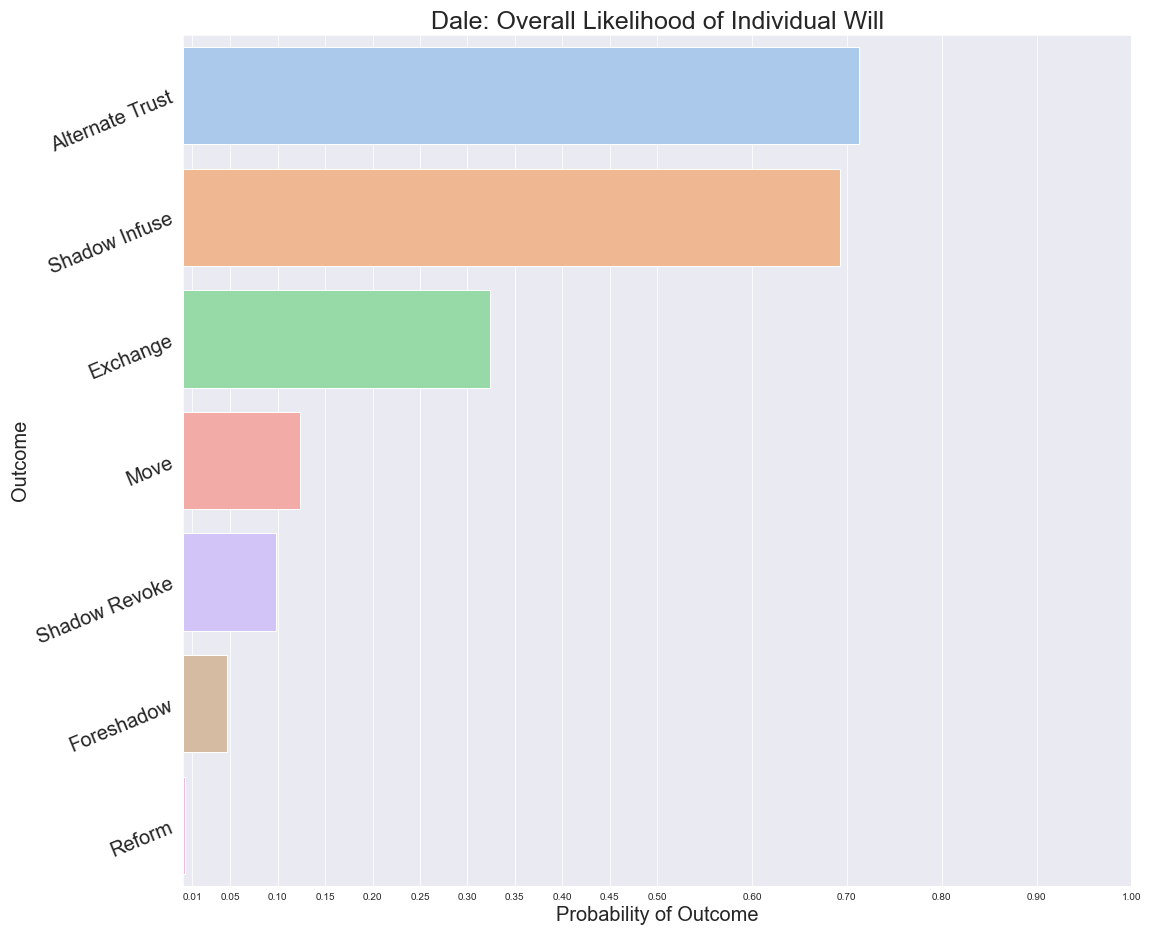 Dale: Overall Likelihood of Individual Will
Outcome
Alternate Trust
Shadow Infuse
Exchange
Move
Shadow Revoke
Foreshadow
Reform
0.01 0.05 0.10 0.15 0.20 0.25 0.30 0.35 0.40 0.45 0.50 0.60 0.70 0.80 0.90 1.00
Probability of Outcome